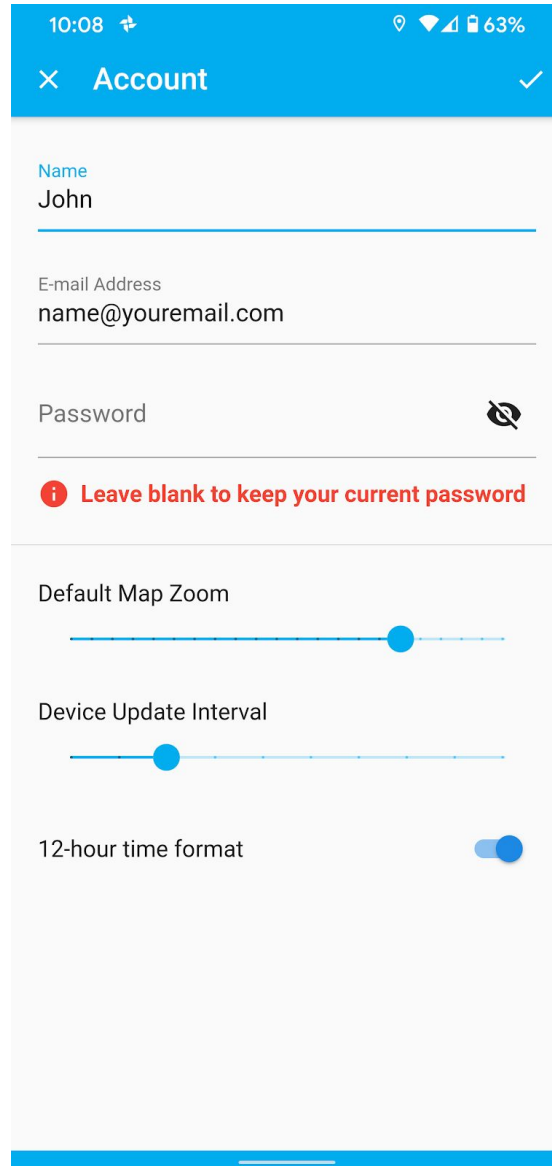 10:08 63%
Account
Name
John
E-mail Address
name@youremail.com
Password
Leave blank to keep your current password
Default Map Zoom
Device Update Interval
12-hour time format